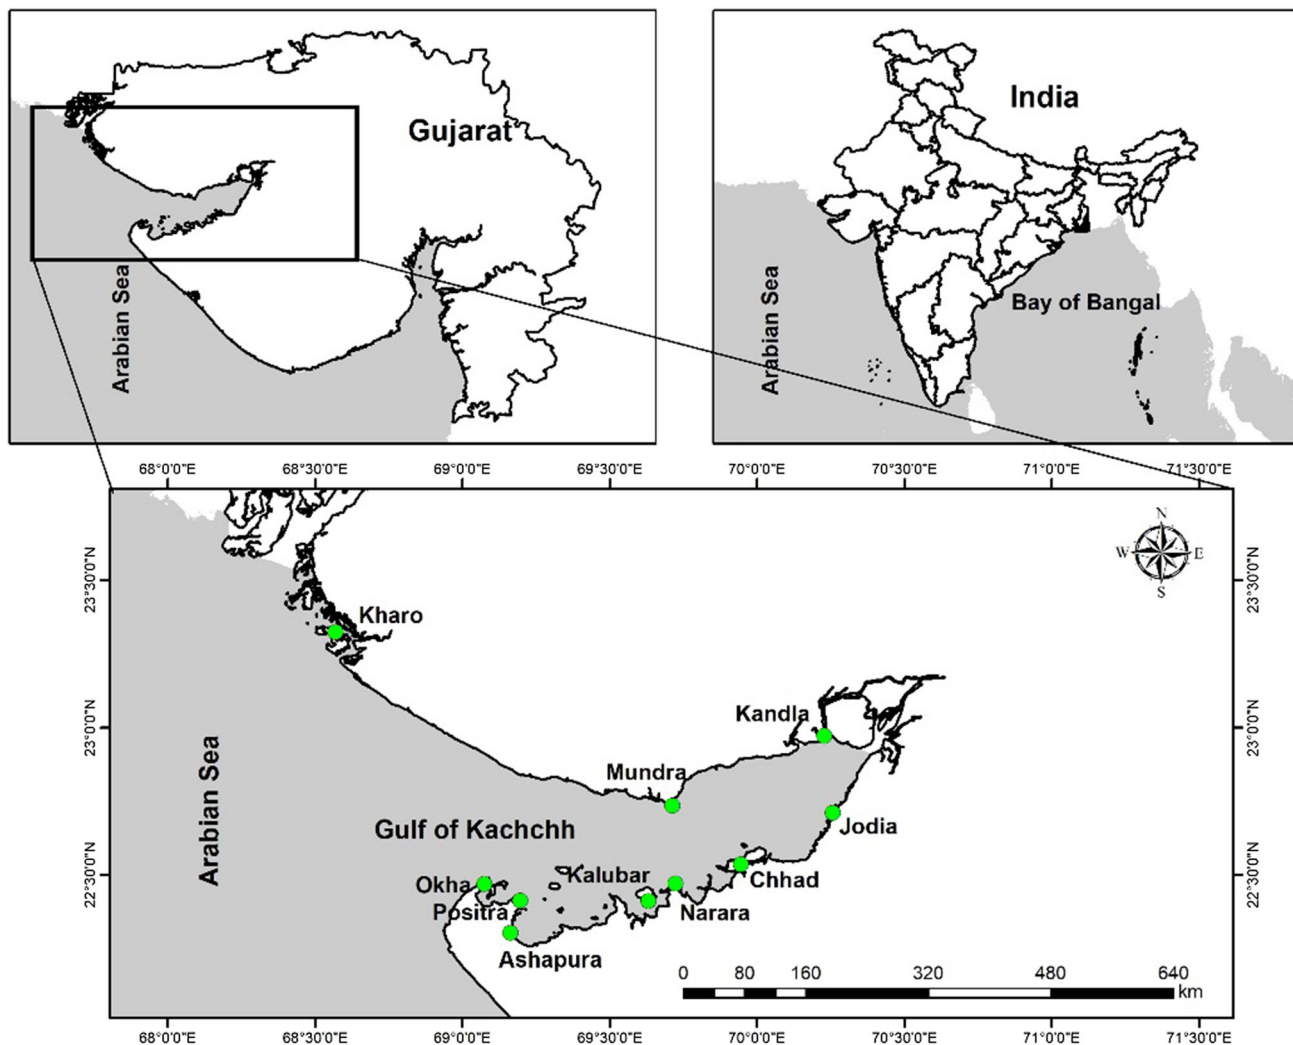 Gujarat
Arabian Sea
India
Arabian Sea
Bay of Bangal
68°0'0"E 68°30'0"E 69°0'0"E 69°30'0"E 70°0'0"E 70°30'0"E 71°0'0"E 71°30'0"E
N
W E
S
23°30'0"N 23°30'0"N
Kharo
Kandla
23°0'0"N 23°0'0"N
Mundra
Arabian Sea
Gulf of Kachchh
Jodia
22°30'0"N 22°30'0"N
Okha
Kalubar
Chhad
Positra
Narara
Ashapura
0 80 160 320 480 640
km
68°0'0"E 68°30'0"E 69°0'0"E 69°30'0"E 70°0'0"E 70°30'0"E 71°0'0"E 71°30'0"E